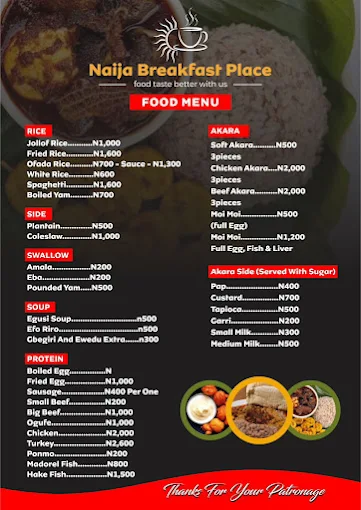 Naija Breakfast Place
food taste better with us
FOOD MENU
RICE
Jollof Rice...........N1,000
Fried Rice............N1,600
Ofada Rice..........N700 - Sauce - N1,300
White Rice..........N600
Spaghetti............N1,600
Boiled Yam.........N700
SIDE
Plantain...............N500
Coleslaw..............N1,000
SWALLOW
Amala...................N200
Eba.......................N200
Pounded Yam.....N500
SOUP
Egusi Soup.......................n500
Efo Riro............................n500
Gbegiri And Ewedu Extra......n300
PROTEIN
Boiled Egg..............N
Fried Egg................N1,000
Sausage.................N400 Per One
Small Beef.............N200
Big Beef.................N1,000
Ogufe....................N1,000
Chicken.................N2,000
Turkey...................N2,600
Ponmo...................N200
Madorel Fish.........N800
Hake Fish..............N1,500
AKARA
Soft Akara...........N500
3pieces
Chicken Akara....N2,000
3pieces
Beef Akara..........N2,000
3pieces
Moi Moi................N500
(full Egg)
Moi Moi................N1,200
Full Egg, Fish & Liver
Akara Side (Served With Sugar)
Pap......................N400
Custard...............N700
Tapioca...............N500
Garri...................N200
Small Milk...........N300
Medium Milk.......N500
Thanks For Your Patronage